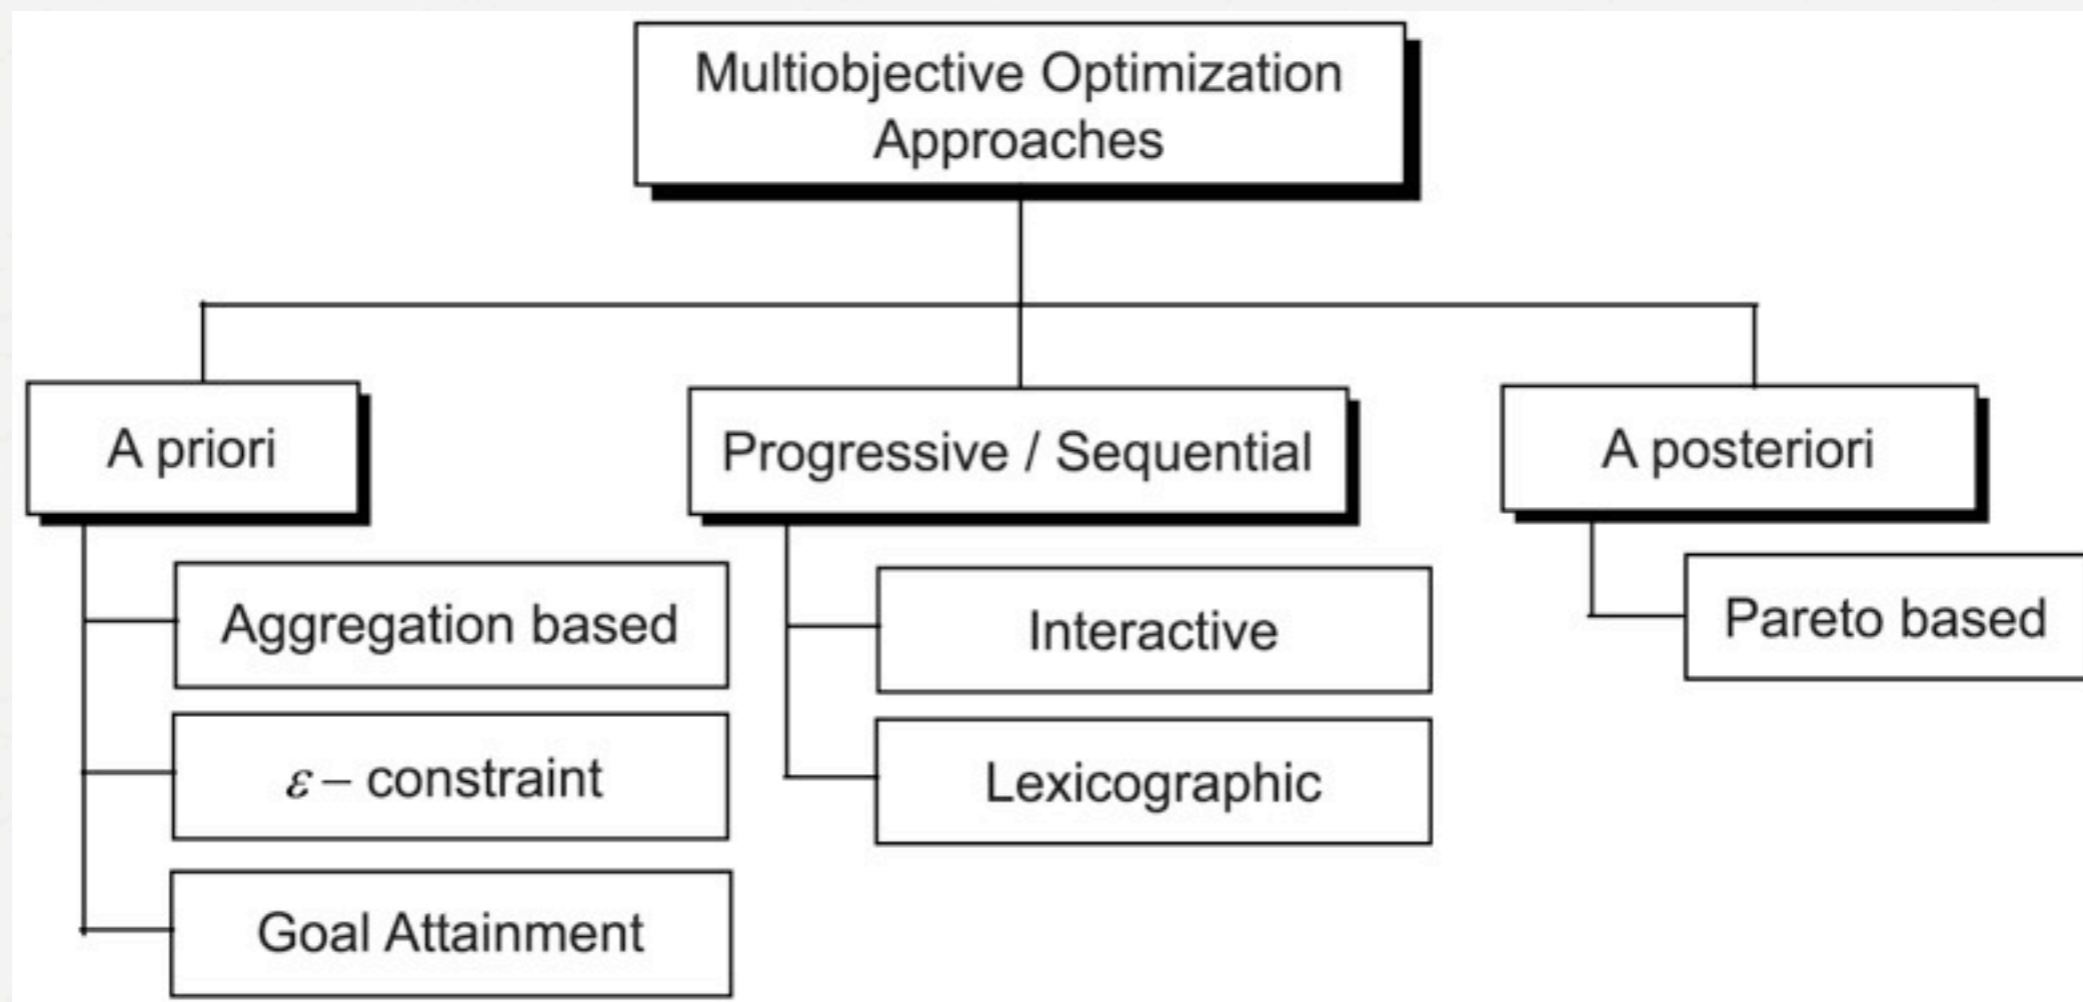 Multiobjective Optimization
Approaches
A priori
Aggregation based
ε – constraint
Goal Attainment
Progressive / Sequential
Interactive
Lexicographic
A posteriori
Pareto based